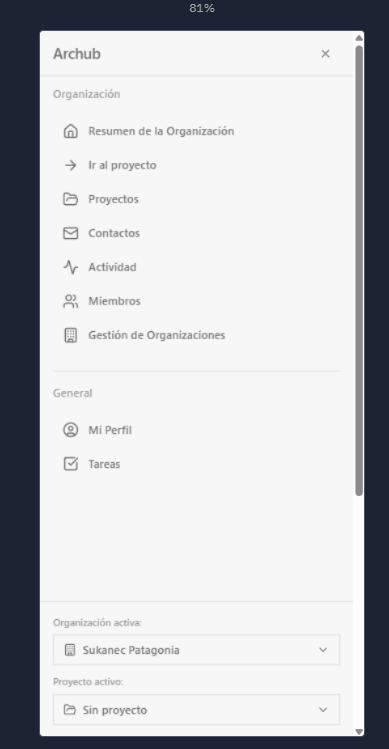 81%
Archub
Organización
Resumen de la Organización
Ir al proyecto
Proyectos
Contactos
Actividad
Miembros
Gestión de Organizaciones
General
Mi Perfil
Tareas
Organización activa:
Sukanec Patagonia
Proyecto activo:
Sin proyecto